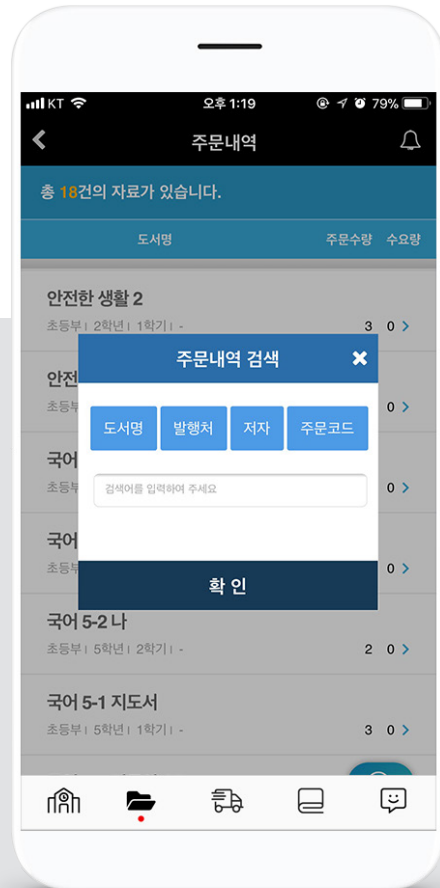 KT 오후 1:19 79%
주문내역
총 18건의 자료가 있습니다.
도서명 주문수량 수요량
안전한 생활 2
초등부 | 2학년 | 1학기 | - 3 0 >
주문내역 검색 ×
안전
초등부 0 >
도서명 발행처 저자 주문코드
국어
초등부 0 >
검색어를 입력하여 주세요
국어
초등부 0 >
확 인
국어 5-2 나
초등부 | 5학년 | 2학기 | - 2 0 >
국어 5-1 지도서
초등부 | 5학년 | 1학기 | - 3 0 >